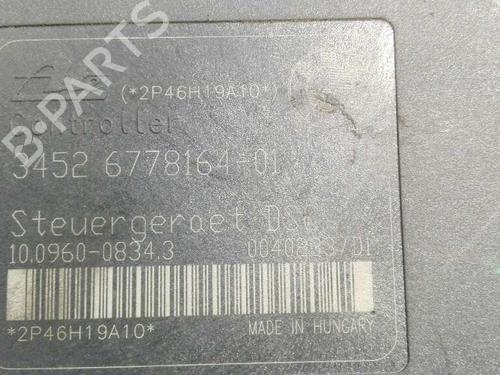 B PARTS
(*2P46H19A10*)
Controller
3452 6778164-01
Steuergeraet DSC
10.0960-0834.3
*2P46H19A10*
MADE IN HUNGARY